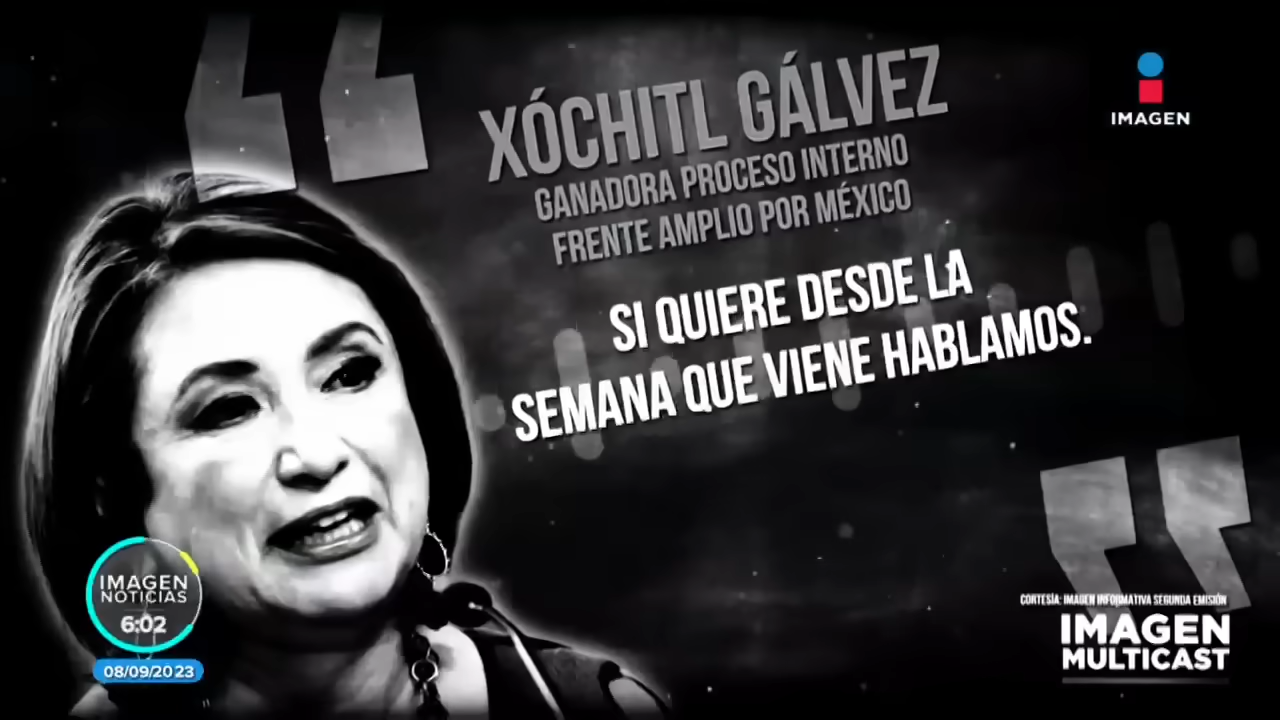 XÓCHITL GÁLVEZ
GANADORA PROCESO INTERNO
FRENTE AMPLIO POR MÉXICO
SI QUIERE DESDE LA
SEMANA QUE VIENE HABLAMOS.
IMAGEN
IMAGEN
NOTICIAS
6:02
08/09/2023
CORTESÍA: IMAGEN INFORMATIVA SEGUNDA EMISIÓN
IMAGEN
MULTICAST